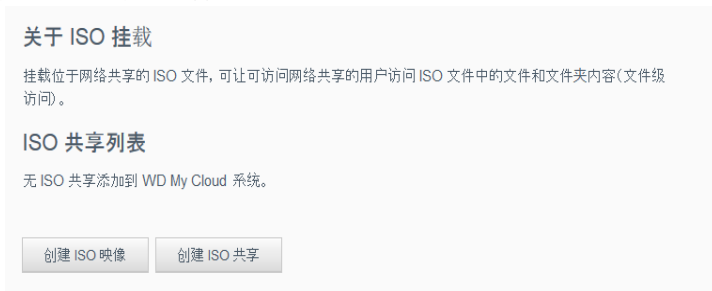 关于 ISO 挂载
挂载位于网络共享的 ISO 文件, 可让可访问网络共享的用户访问 ISO 文件中的文件和文件夹内容(文件级
访问)。
ISO 共享列表
无 ISO 共享添加到 WD My Cloud 系统。
创建 ISO 映像 创建 ISO 共享